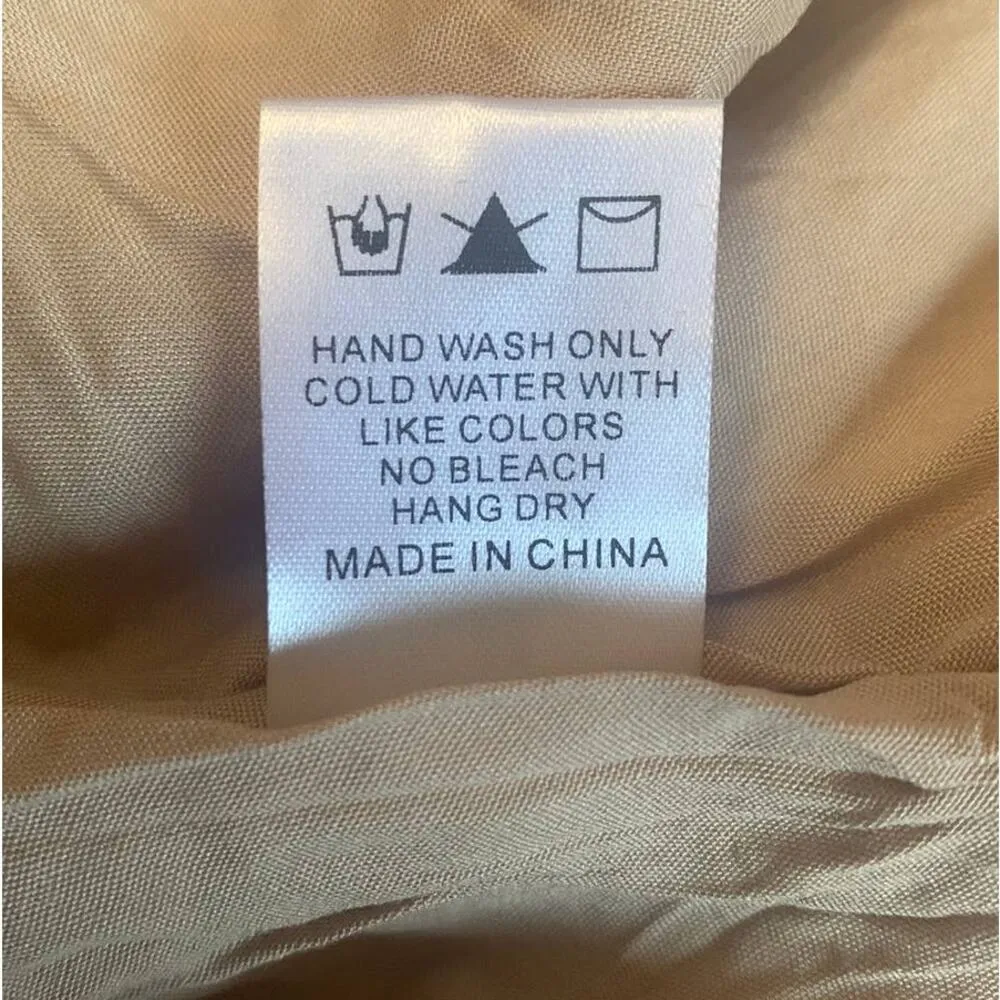 HAND WASH ONLY
COLD WATER WITH
LIKE COLORS
NO BLEACH
HANG DRY
MADE IN CHINA